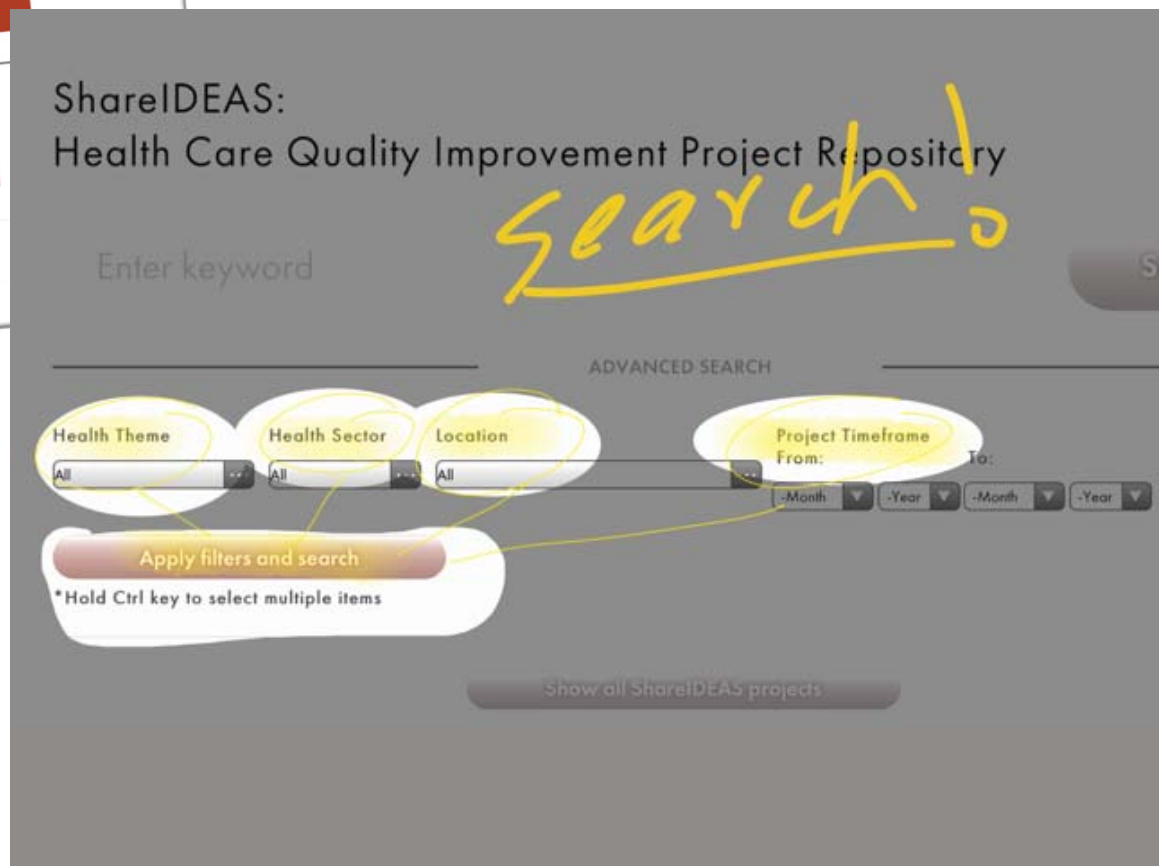 ShareIDEAS:
Health Care Quality Improvement Project Repository
search!
Enter keyword
S
ADVANCED SEARCH
Health Theme Health Sector Location Project Timeframe
From: To:
All All All
-Month -Year -Month -Year
Apply filters and search
*Hold Ctrl key to select multiple items
Show all ShareIDEAS projects